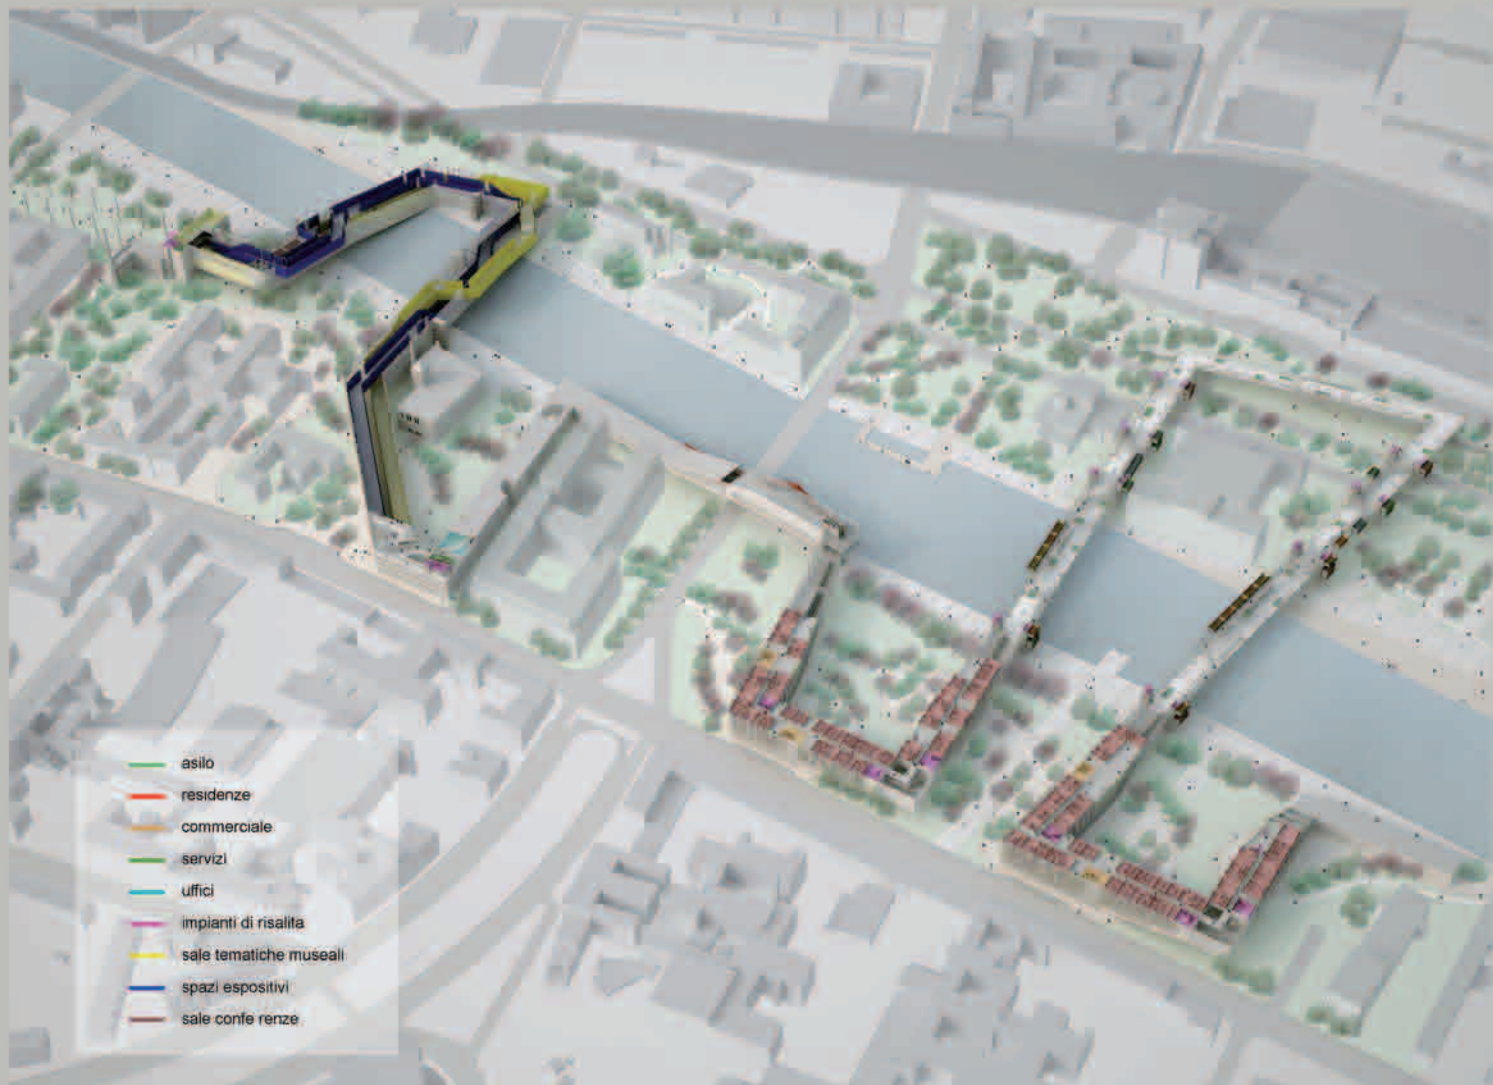 asilo
residenze
commerciale
servizi
uffici
impianti di risalita
sale tematiche museali
spazi espositivi
sale confe renze